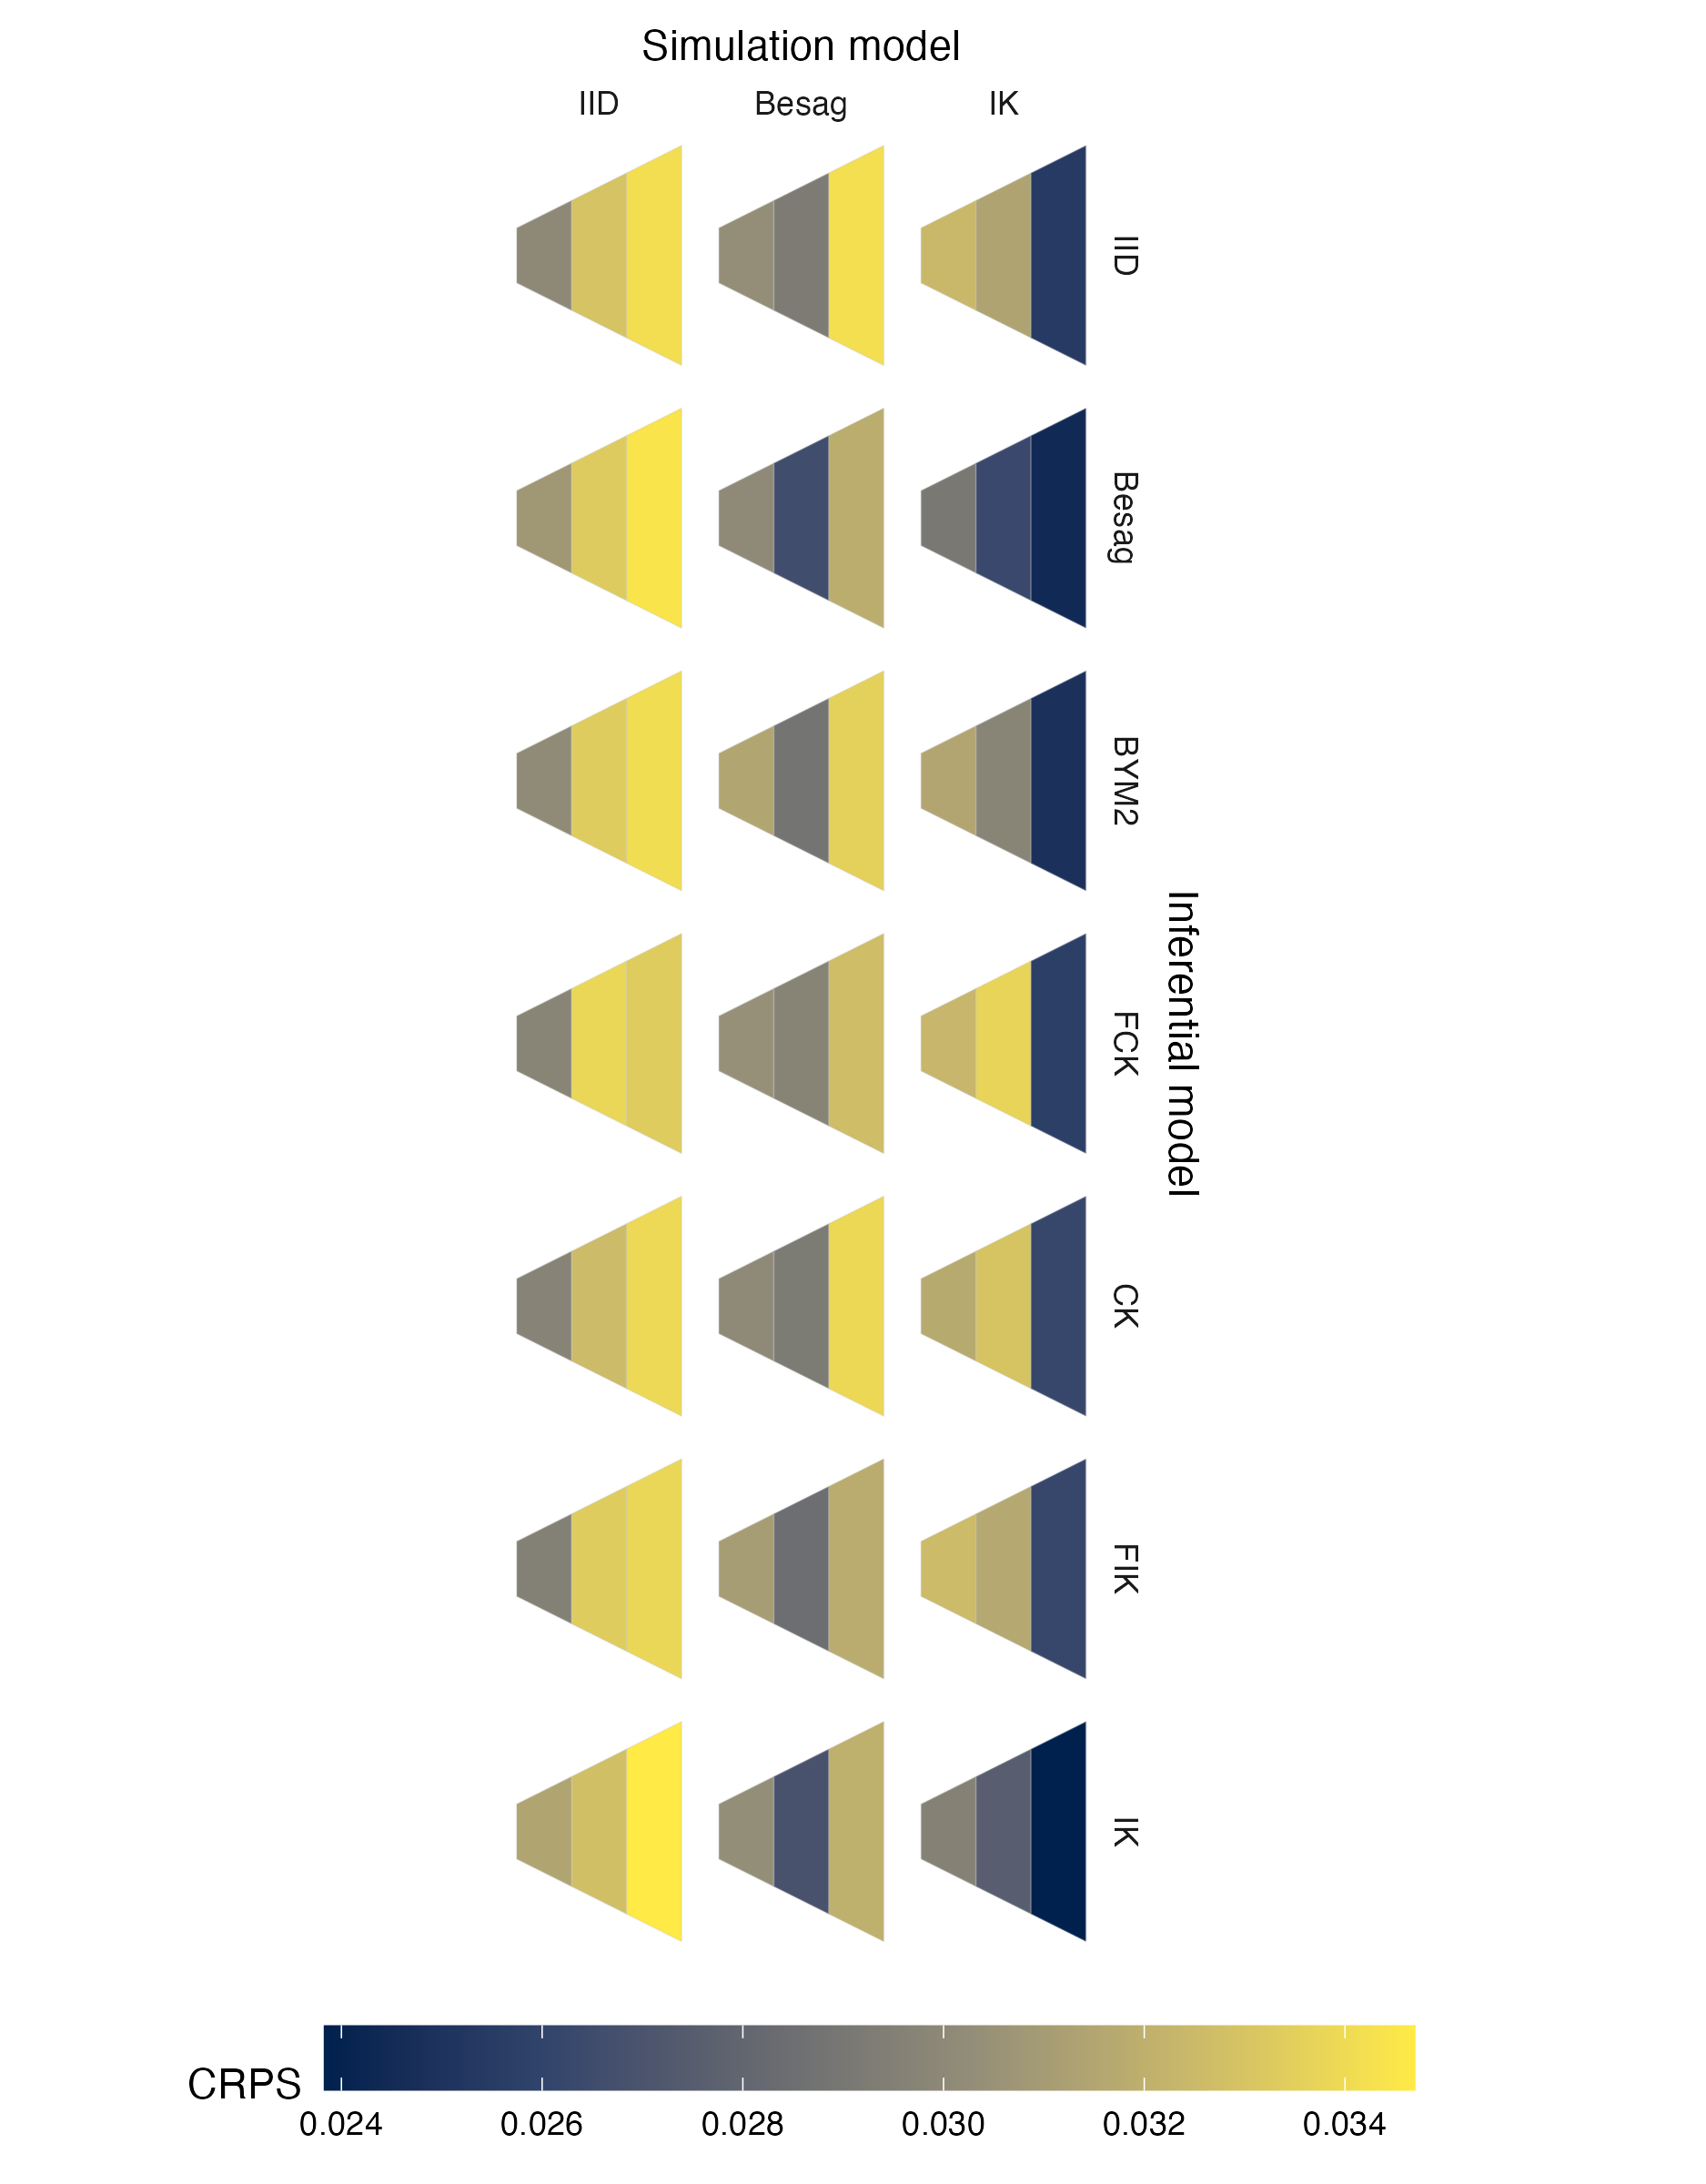 Simulation model
IID Besag IK
IID
Besag
BYM2
FCK
CK
FIK
IK
Inferential model
CRPS
0.024 0.026 0.028 0.030 0.032 0.034